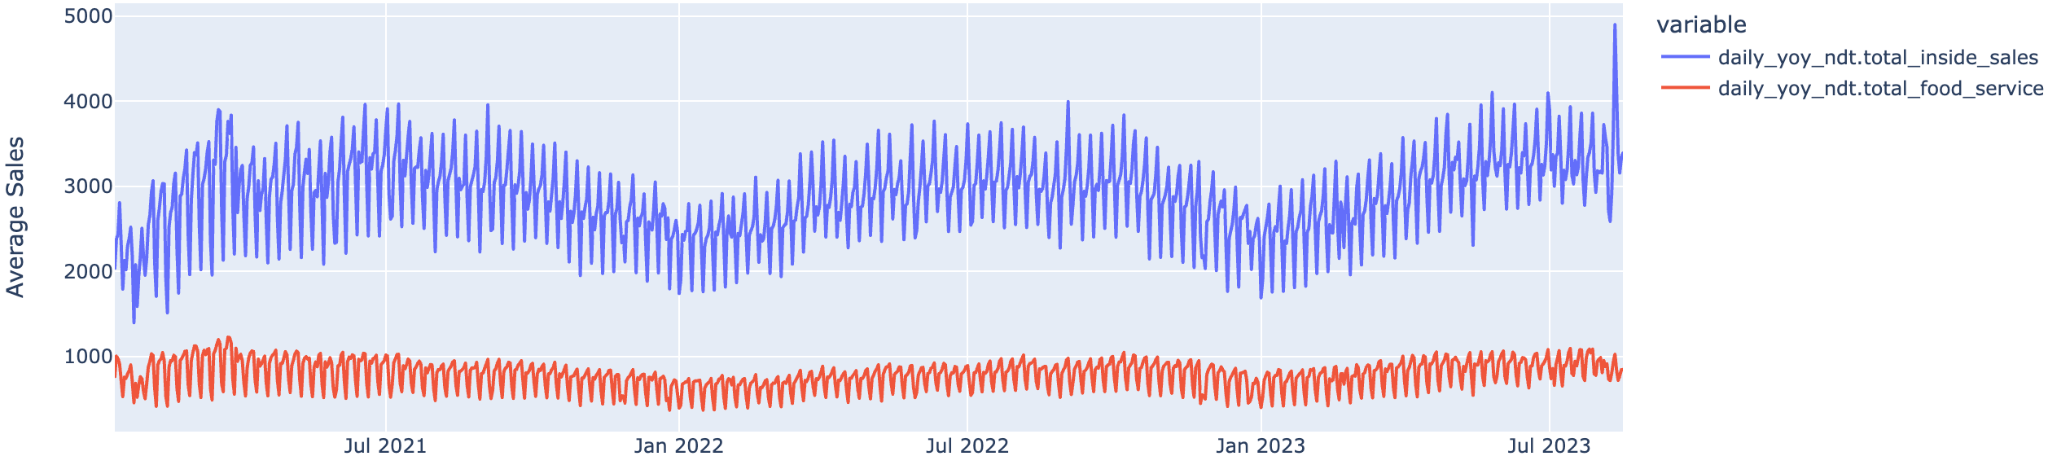 variable
daily_yoy_ndt.total_inside_sales
daily_yoy_ndt.total_food_service
Average Sales
5000
4000
3000
2000
1000
Jul 2021
Jan 2022
Jul 2022
Jan 2023
Jul 2023